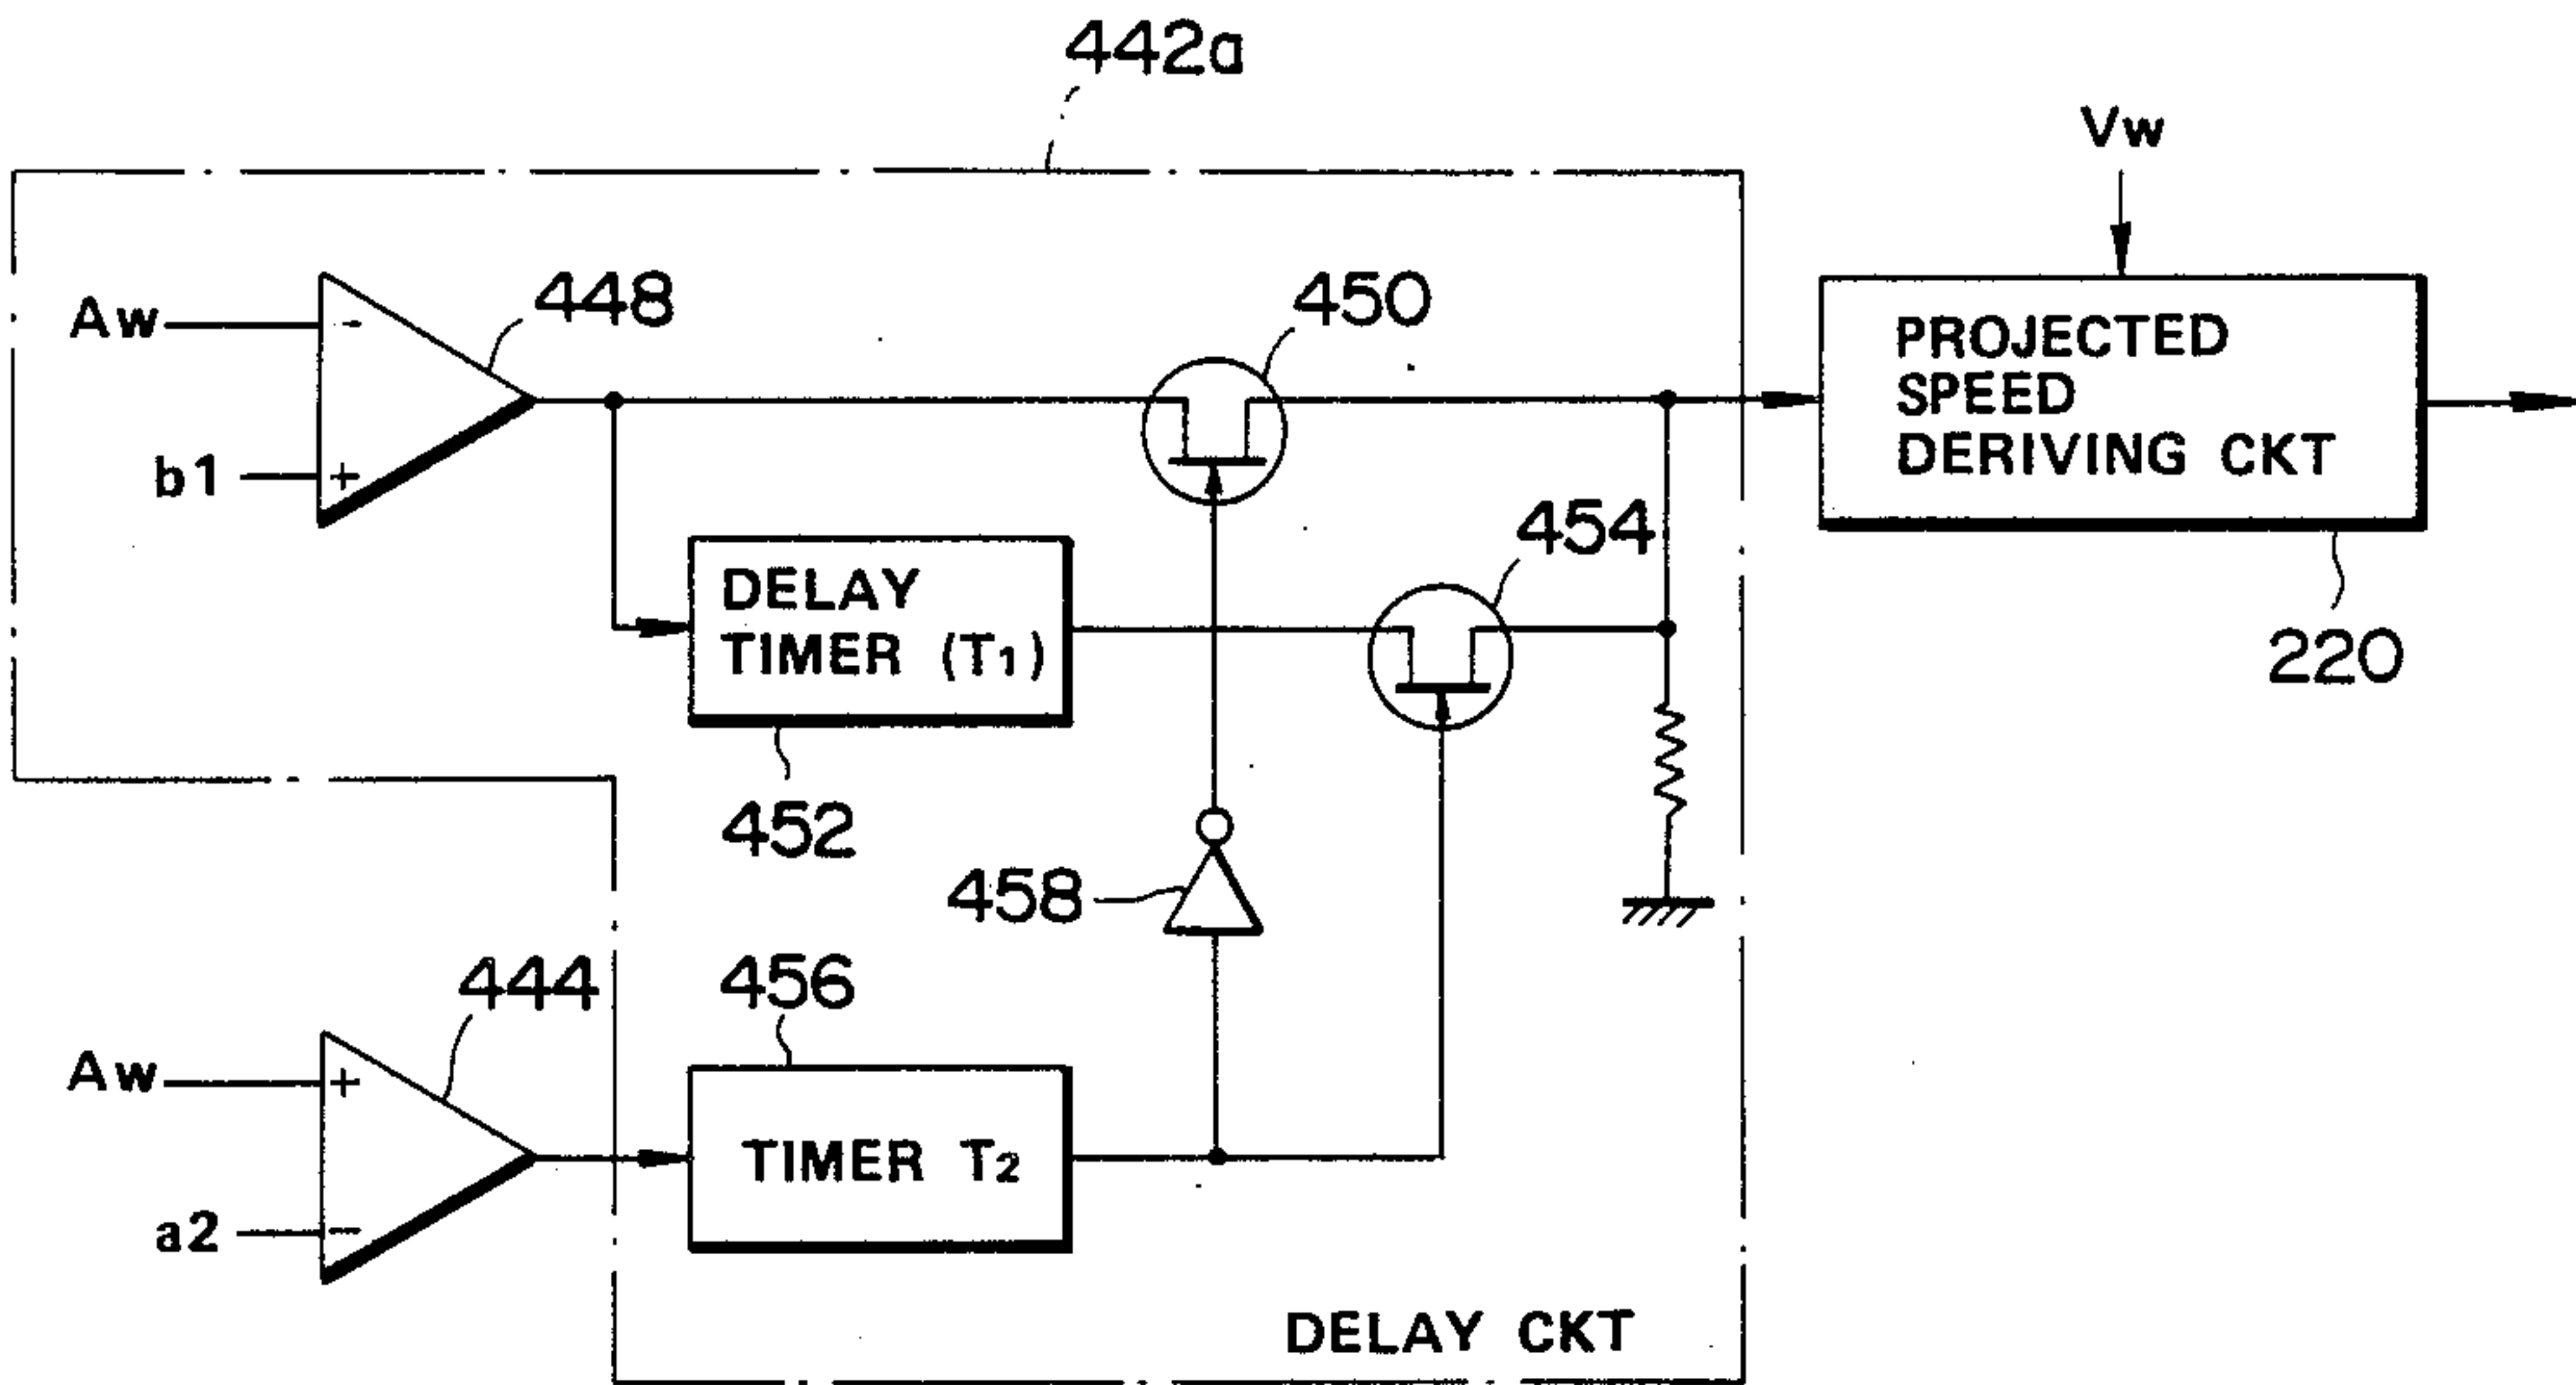 442a
Vw
Aw
-
448
450
b1
+
PROJECTED
SPEED
DERIVING CKT
454
DELAY
TIMER (T1)
220
452
458
444
456
Aw
+
TIMER T2
a2
-
DELAY CKT